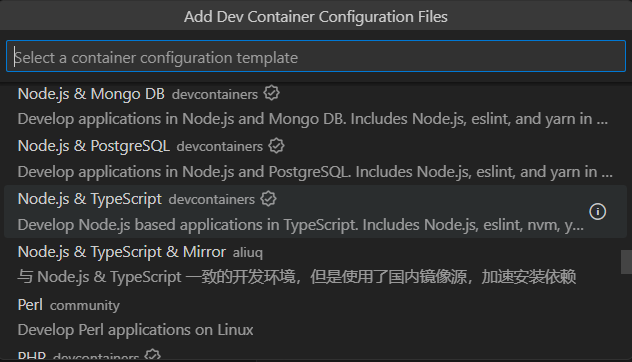 Add Dev Container Configuration Files
Select a container configuration template
Node.js & Mongo DB devcontainers
Develop applications in Node.js and Mongo DB. Includes Node.js, eslint, and yarn in ...
Node.js & PostgreSQL devcontainers
Develop applications in Node.js and PostgreSQL. Includes Node.js, eslint, and yarn in ...
Node.js & TypeScript devcontainers
Develop Node.js based applications in TypeScript. Includes Node.js, eslint, nvm, y...
Node.js & TypeScript & Mirror aliuq
与 Node.js & TypeScript 一致的开发环境，但是使用了国内镜像源，加速安装依赖
Perl community
Develop Perl applications on Linux
PHP devcontainers